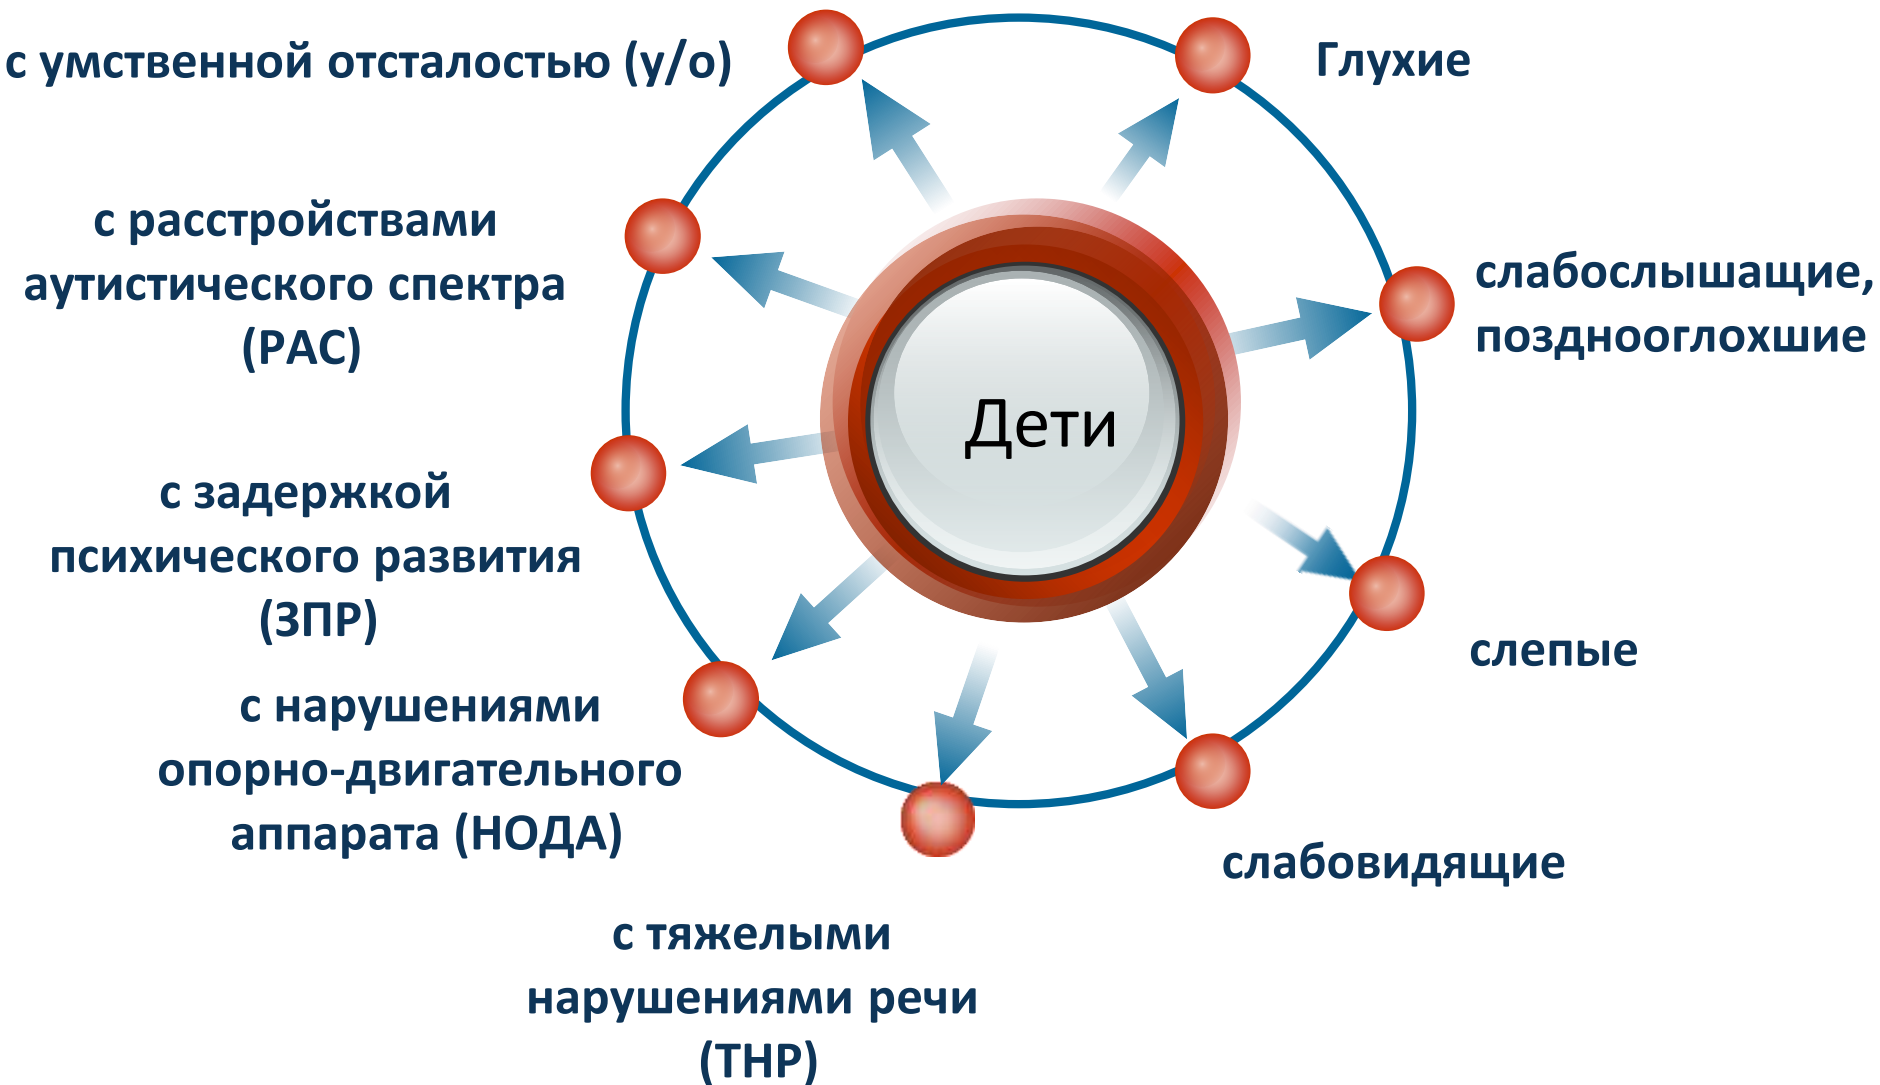 с умственной отсталостью (у/о)
Глухие
с расстройствами
аутистического спектра
(РАС)
слабослышащие,
позднооглохшие
Дети
с задержкой
психического развития
(ЗПР)
слепые
с нарушениями
опорно-двигательного
аппарата (НОДА)
слабовидящие
с тяжелыми
нарушениями речи
(ТНР)